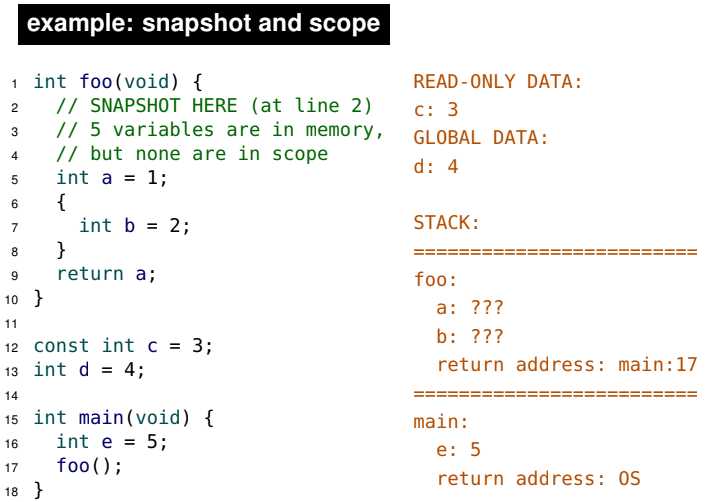 example: snapshot and scope
1 int foo(void) {
2   // SNAPSHOT HERE (at line 2)
3   // 5 variables are in memory,
4   // but none are in scope
5   int a = 1;
6   {
7     int b = 2;
8   }
9   return a;
10 }
11
12 const int c = 3;
13 int d = 4;
14
15 int main(void) {
16   int e = 5;
17   foo();
18 }
READ-ONLY DATA:
c: 3
GLOBAL DATA:
d: 4
STACK:
=========================
foo:
  a: ???
  b: ???
  return address: main:17
=========================
main:
  e: 5
  return address: OS